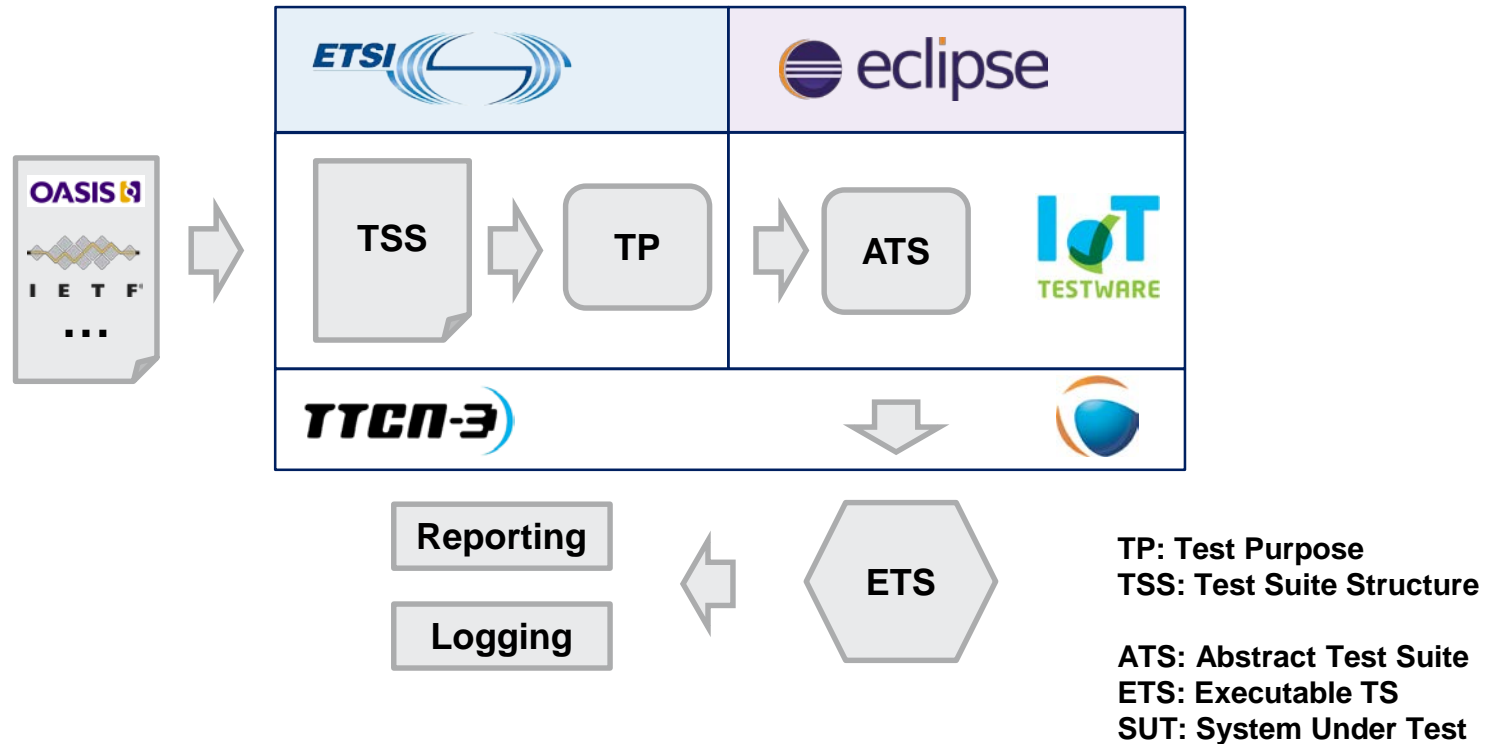 ETSI
eclipse
OASIS
I E T F®
...
TSS
TP
ATS
IoT
TESTWARE
TTCN-3
Reporting
Logging
ETS
TP: Test Purpose
TSS: Test Suite Structure
ATS: Abstract Test Suite
ETS: Executable TS
SUT: System Under Test